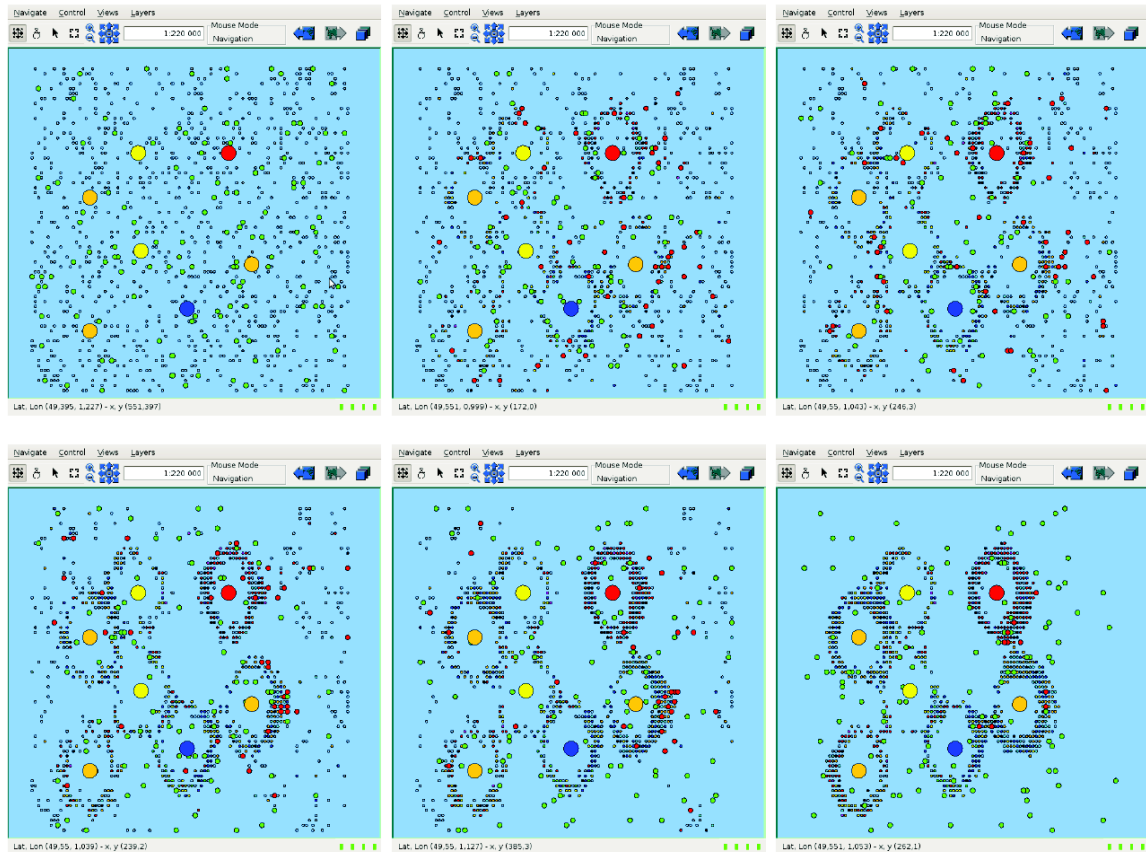 Navigate Control Views Layers
1:220 000
Mouse Mode
Navigation
Lat, Lon (49,395, 1,227) - x, y (551,397)
Navigate Control Views Layers
1:220 000
Mouse Mode
Navigation
Lat, Lon (49,551, 0,999) - x, y (172,0)
Navigate Control Views Layers
1:220 000
Mouse Mode
Navigation
Lat, Lon (49,55, 1,043) - x, y (246,3)
Navigate Control Views Layers
1:220 000
Mouse Mode
Navigation
Lat, Lon (49,55, 1,039) - x, y (239,2)
Navigate Control Views Layers
1:220 000
Mouse Mode
Navigation
Lat, Lon (49,55, 1,127) - x, y (385,3)
Navigate Control Views Layers
1:220 000
Mouse Mode
Navigation
Lat, Lon (49,551, 1,053) - x, y (262,1)